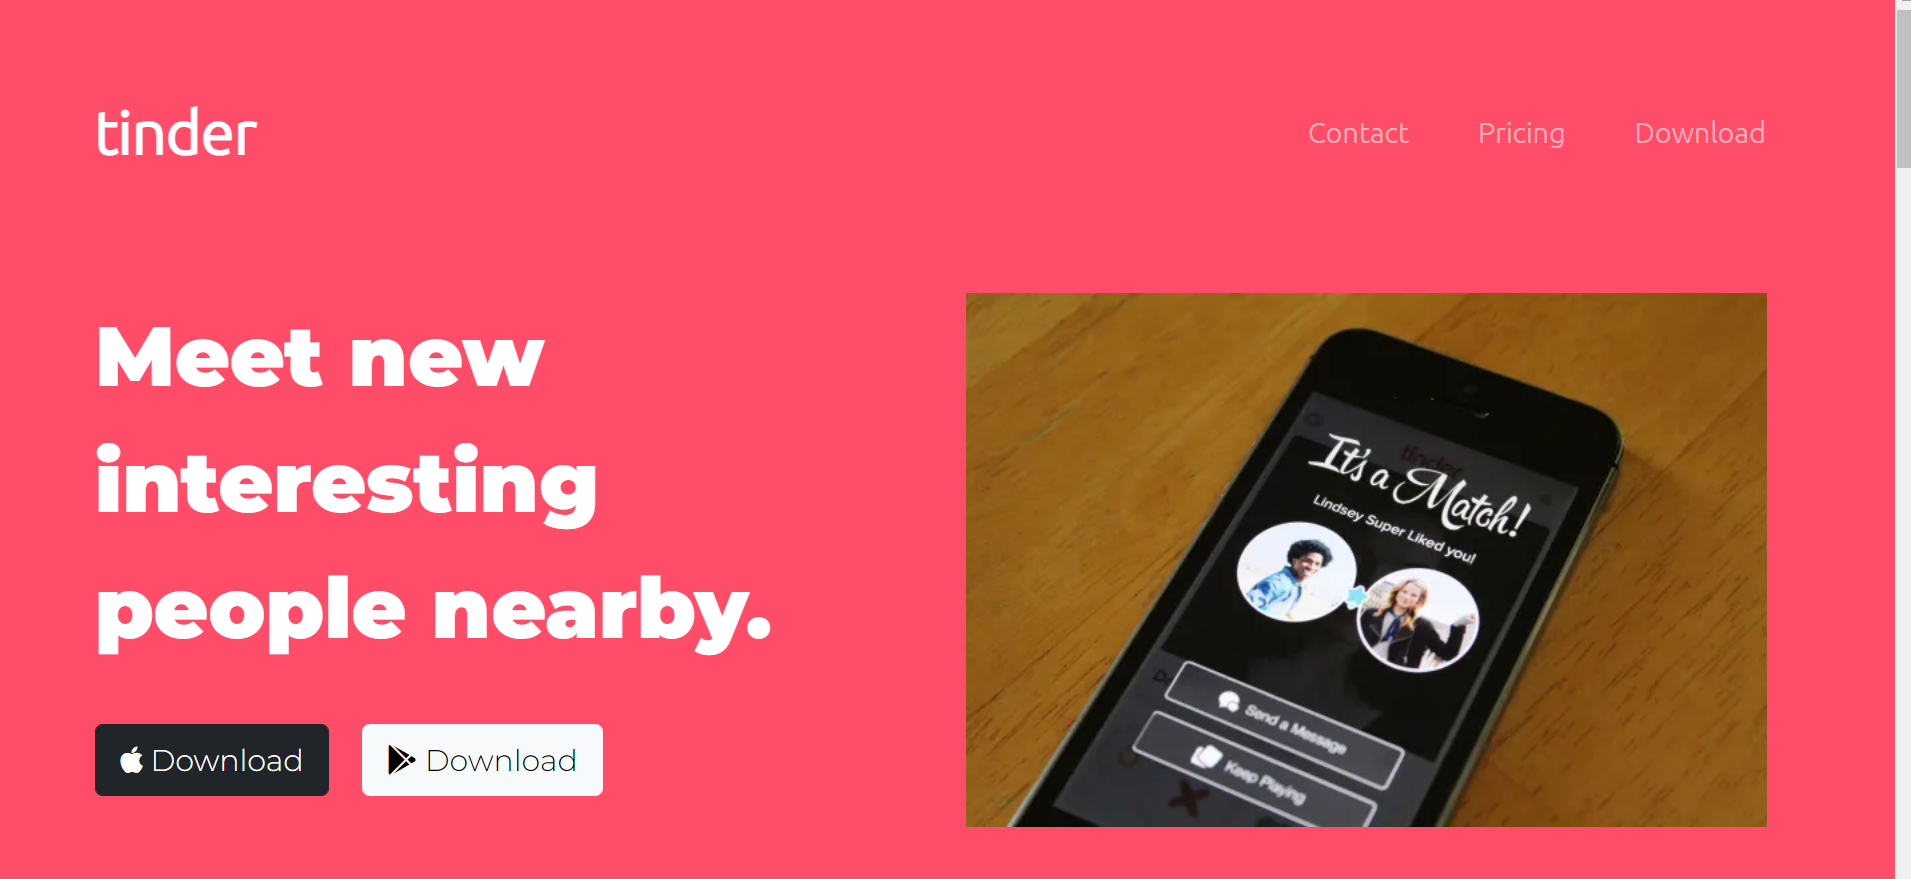 tinder
Contact Pricing Download
Meet new
interesting
people nearby.
Download
Download
tinder
It's a Match!
Lindsey Super Liked you!
Send a Message
Keep Playing